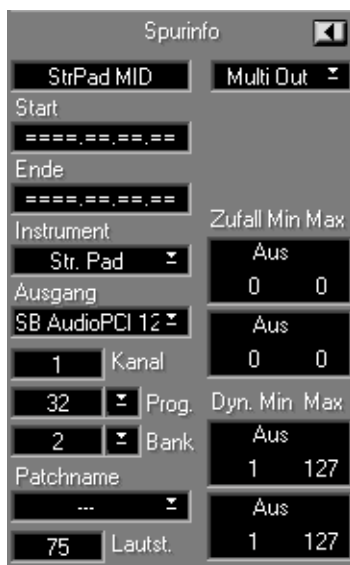 Spurinfo
StrPad MID
Multi Out
Start
====.==.==.==
Ende
====.==.==.==
Instrument
Str. Pad
Ausgang
SB AudioPCI 12
1 Kanal
32 Prog.
2 Bank
Patchname
---
75 Lautst.
Zufall Min Max
Aus
0 0
Aus
0 0
Dyn. Min Max
Aus
1 127
Aus
1 127